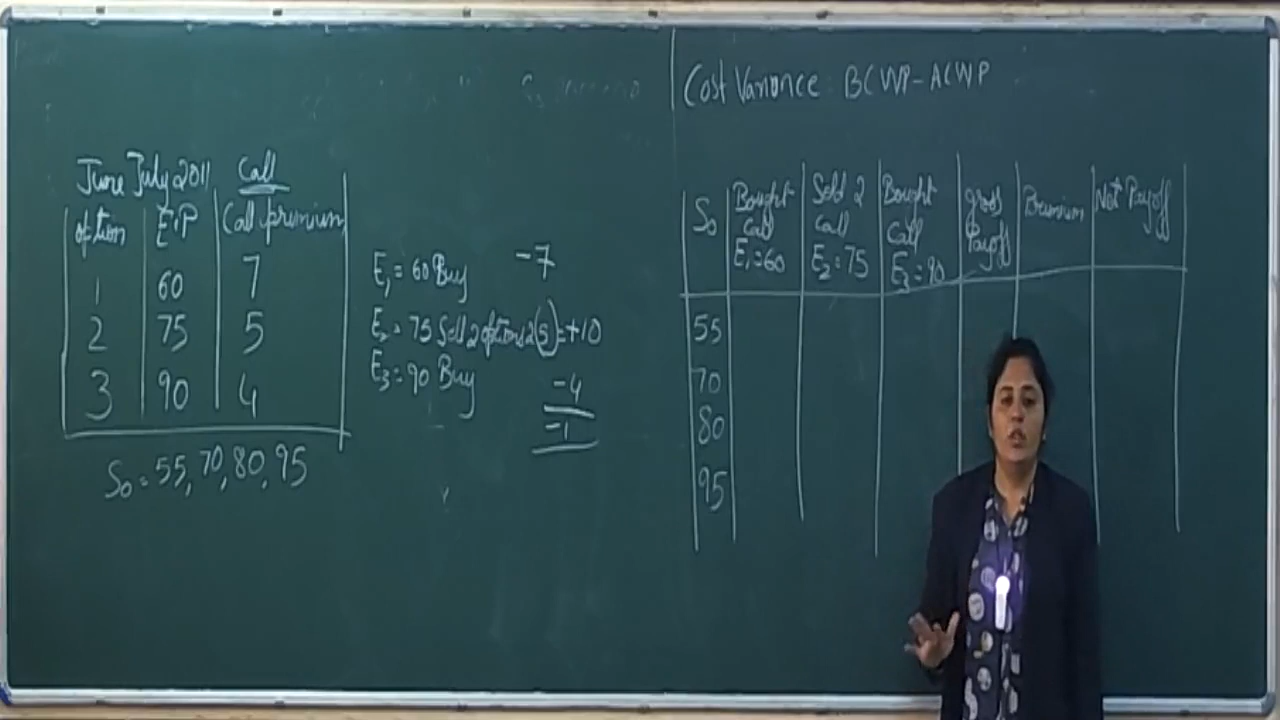 Cost Variance: BCWP-ACWP
June July 2011 Call
option E.P Call premium
1 60 7
2 75 5
3 90 4
S₀ = 55, 70, 80, 95
E₁ = 60 Buy -7
E₂ = 75 Sold 2 options 2(5) = +10
E₃ = 90 Buy -4
-1
S₀ Bought Call E₁=60 Sold 2 Call E₂=75 Bought Call E₃=90 gross Payoff Premium Net Payoff
55
70
80
95